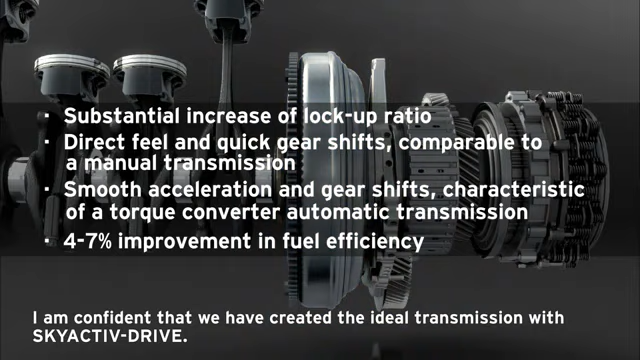 · Substantial increase of lock-up ratio
· Direct feel and quick gear shifts, comparable to
a manual transmission
· Smooth acceleration and gear shifts, characteristic
of a torque converter automatic transmission
· 4-7% improvement in fuel efficiency
I am confident that we have created the ideal transmission with
SKYACTIV-DRIVE.